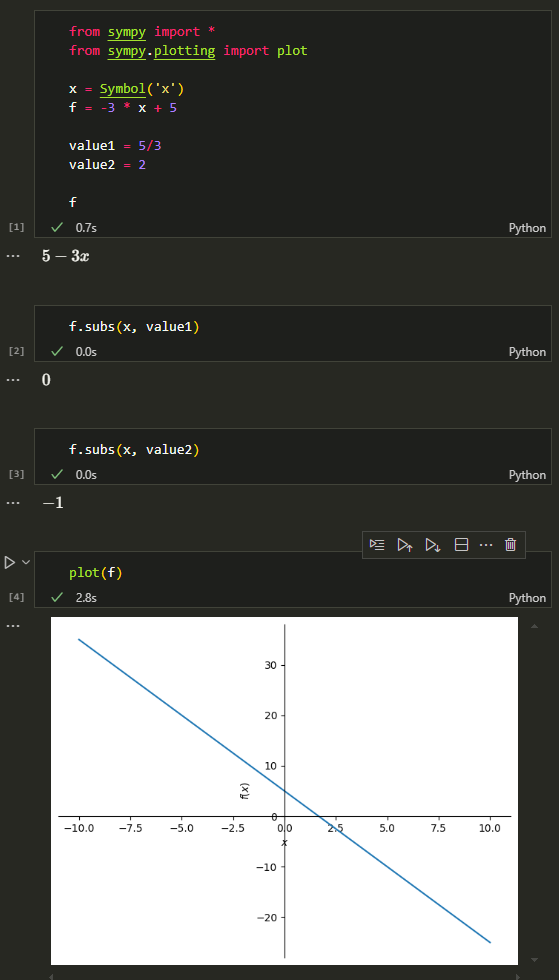 from sympy import *
from sympy.plotting import plot
x = Symbol('x')
f = -3 * x + 5
value1 = 5/3
value2 = 2
f
[1]
0.7s
Python
5 − 3x
f.subs(x, value1)
[2]
0.0s
Python
0
f.subs(x, value2)
[3]
0.0s
Python
−1
plot(f)
[4]
2.8s
Python
30
20
10
f(x)
0
−10.0 −7.5 −5.0 −2.5 0.0 2.5 5.0 7.5 10.0
x
−10
−20